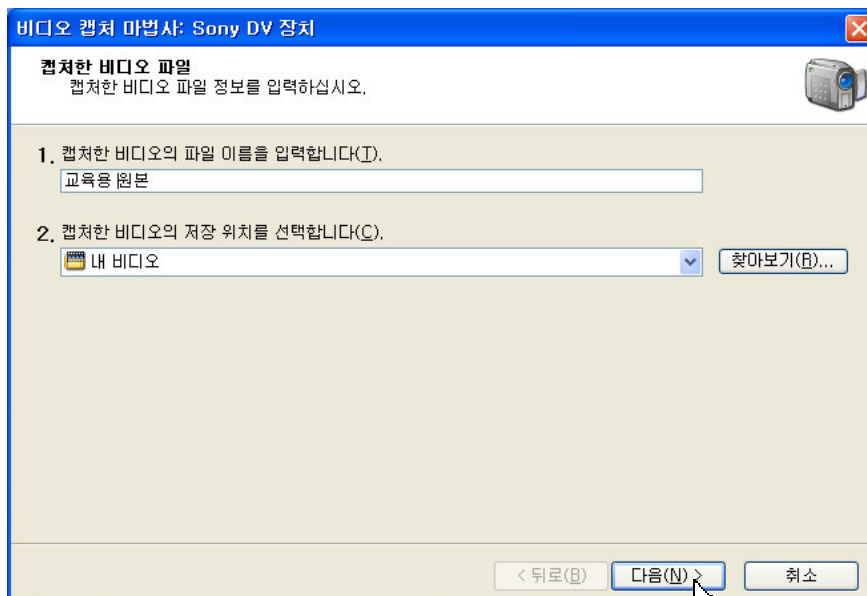 비디오 캡처 마법사: Sony DV 장치
캡처한 비디오 파일
캡처한 비디오 파일 정보를 입력하십시오.
1. 캡처한 비디오의 파일 이름을 입력합니다(T).
교육용 원본
2. 캡처한 비디오의 저장 위치를 선택합니다(C).
내 비디오
찾아보기(R)...
< 뒤로(B) 다음(N) > 취소